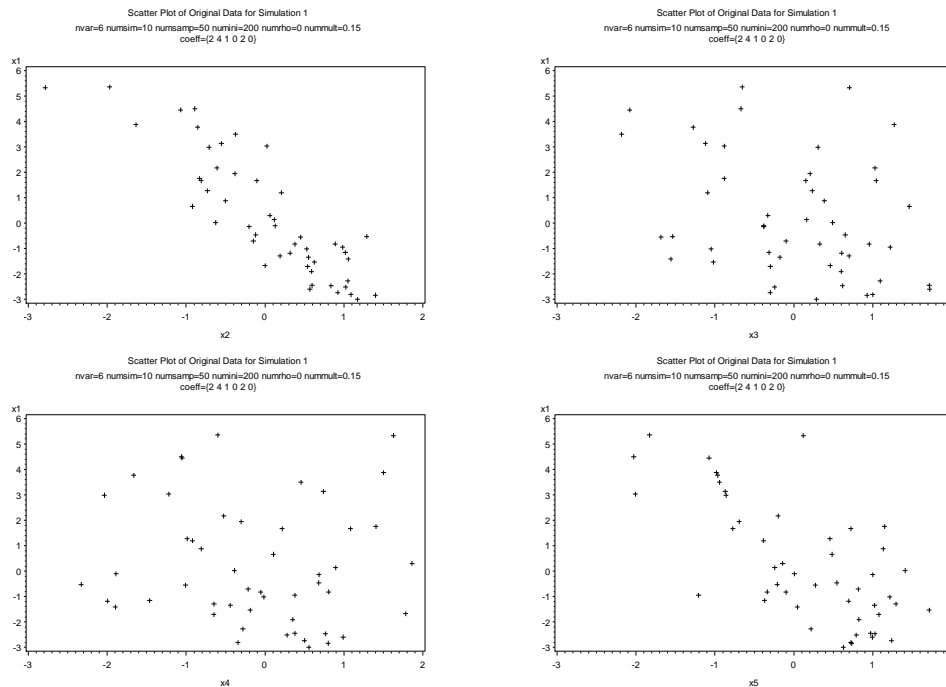 Scatter Plot of Original Data for Simulation 1
nvar=6 numsim=10 numsamp=50 numini=200 numrho=0 nummult=0.15
coeff={2 4 1 0 2 0}
x1
6
5
4
3
2
1
0
-1
-2
-3
-3 -2 -1 0 1 2
x2
Scatter Plot of Original Data for Simulation 1
nvar=6 numsim=10 numsamp=50 numini=200 numrho=0 nummult=0.15
coeff={2 4 1 0 2 0}
x1
6
5
4
3
2
1
0
-1
-2
-3
-3 -2 -1 0 1 2
x3
Scatter Plot of Original Data for Simulation 1
nvar=6 numsim=10 numsamp=50 numini=200 numrho=0 nummult=0.15
coeff={2 4 1 0 2 0}
x1
6
5
4
3
2
1
0
-1
-2
-3
-3 -2 -1 0 1 2
x4
Scatter Plot of Original Data for Simulation 1
nvar=6 numsim=10 numsamp=50 numini=200 numrho=0 nummult=0.15
coeff={2 4 1 0 2 0}
x1
6
5
4
3
2
1
0
-1
-2
-3
-3 -2 -1 0 1 2
x5